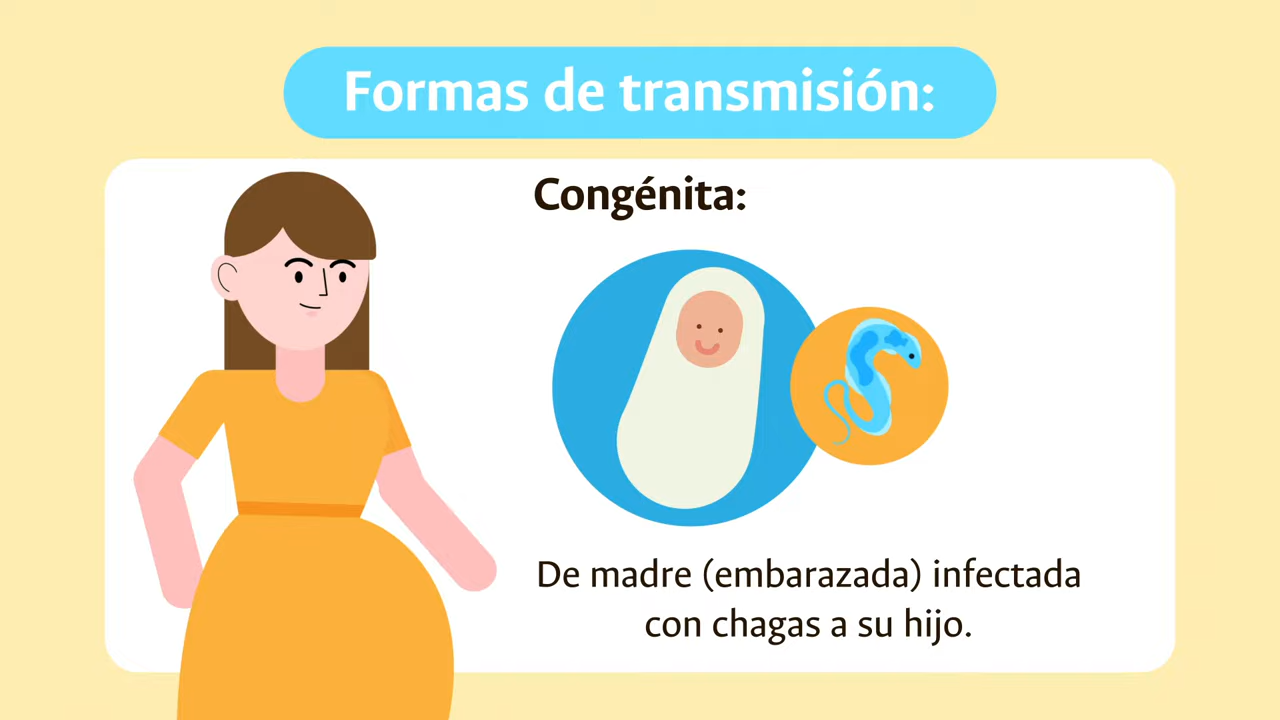 Formas de transmisión:
Congénita:
De madre (embarazada) infectada
con chagas a su hijo.